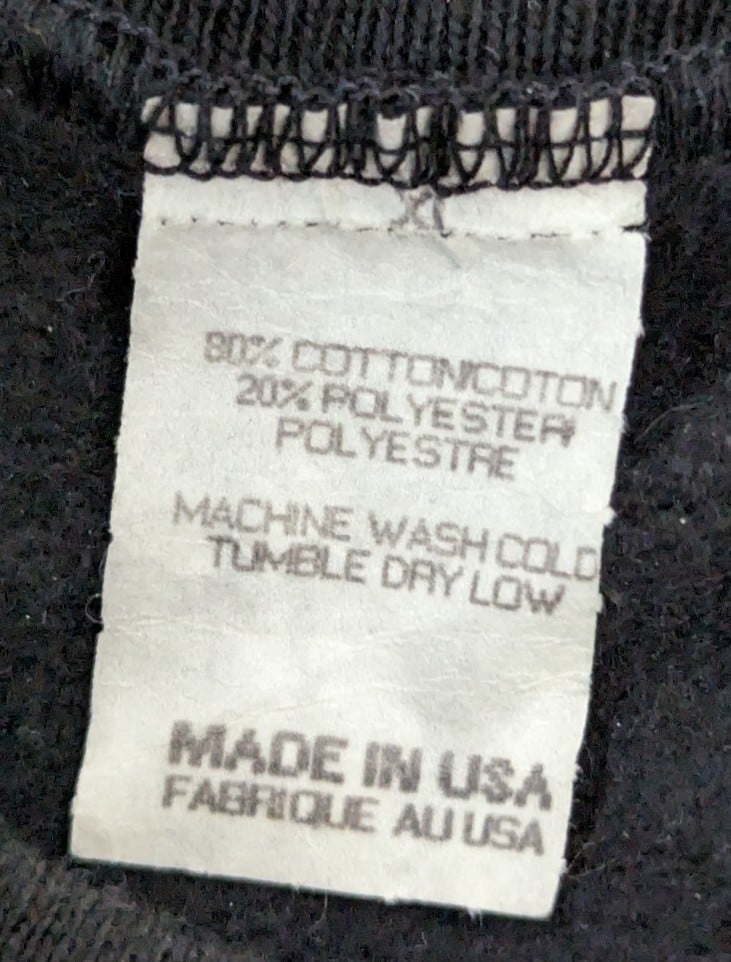 XL
80% COTTON/COTON
20% POLYESTER/
POLYESTRE
MACHINE WASH COLD
TUMBLE DRY LOW
MADE IN USA
FABRIQUE AU USA